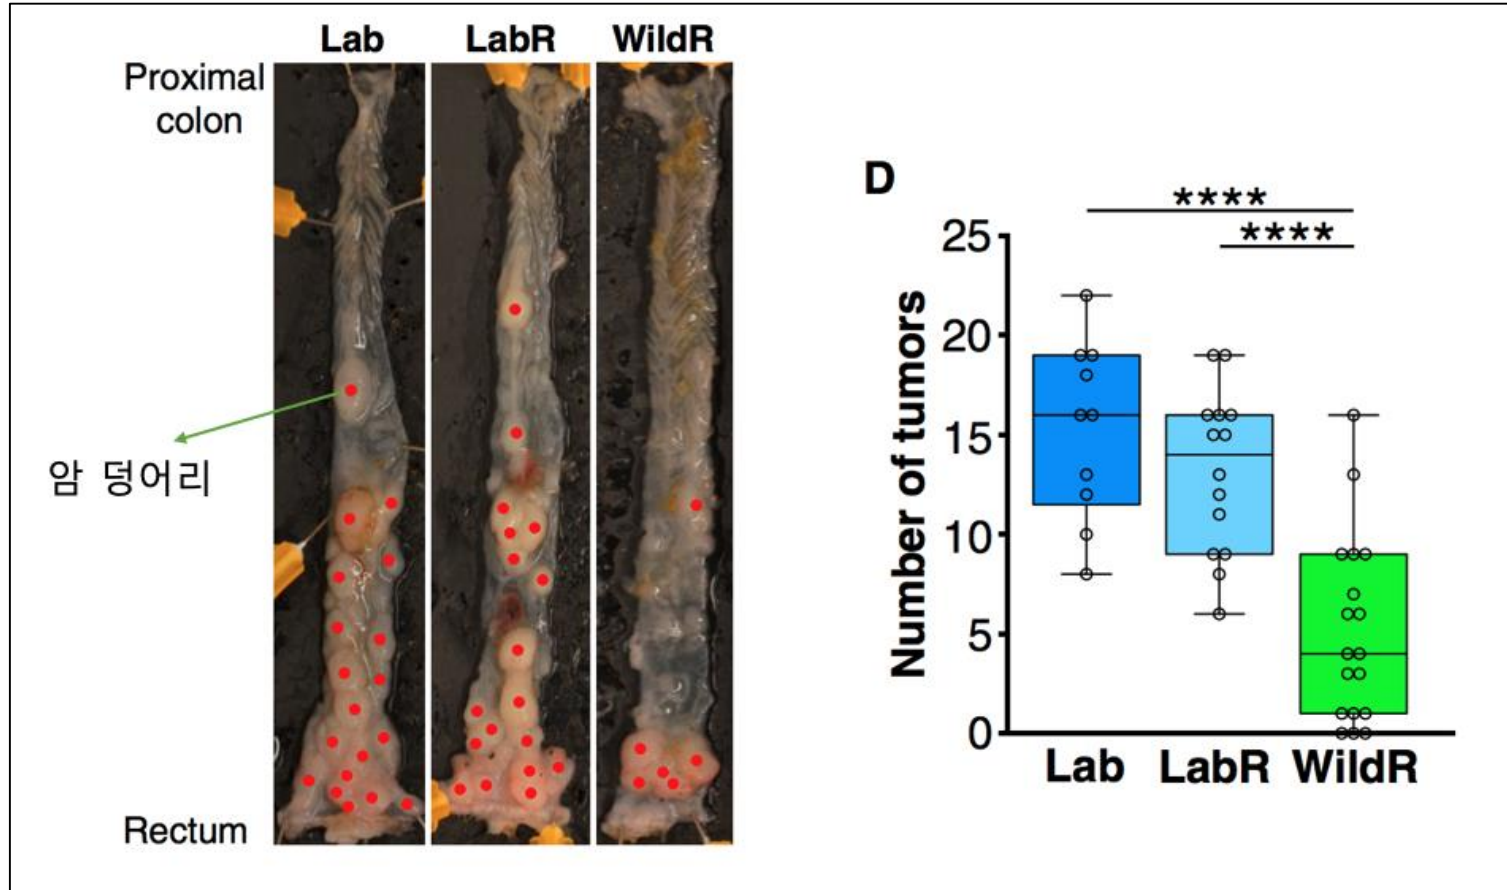 Lab LabR WildR
Proximal
colon
암 덩어리
Rectum
D
****
****
Number of tumors
25
20
15
10
5
0
Lab LabR WildR